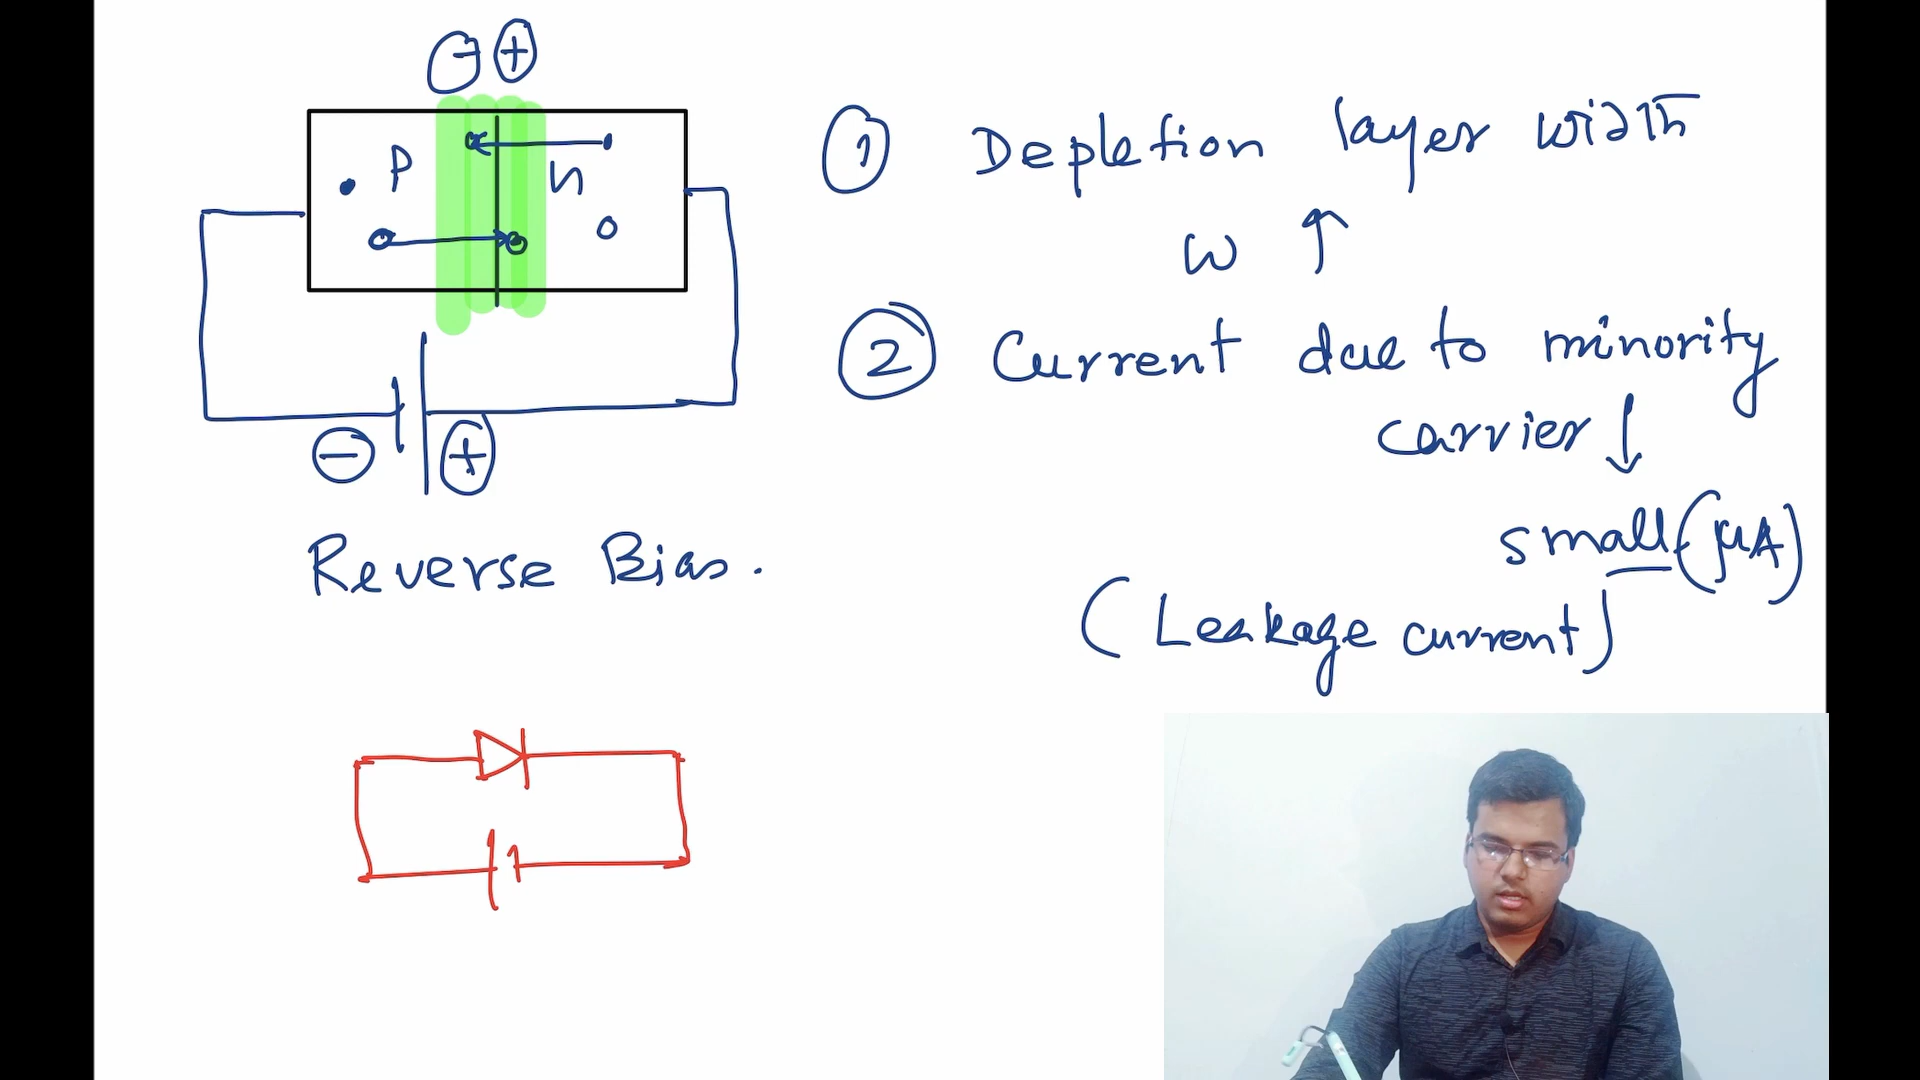 ⊖ ⊕
P n
⊖ ⊕
Reverse Bias.
① Depletion layer width
W ↑
② Current due to minority
carrier ↓
small (μA)
(Leakage current)